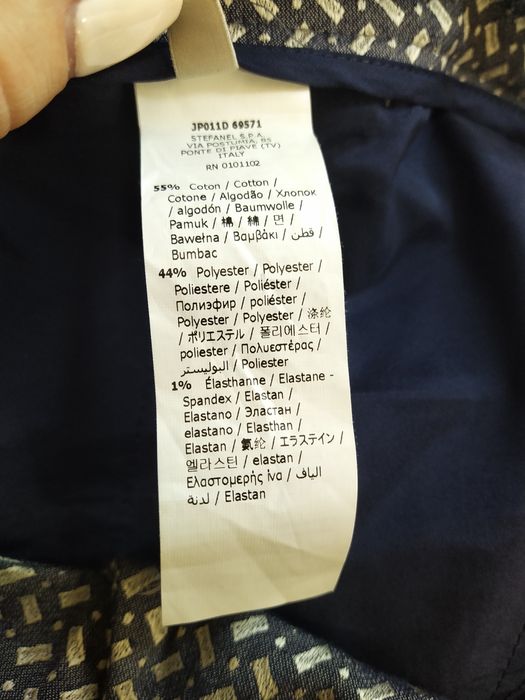 JP011D 69571
STEFANEL S.P.A.
VIA POSTUMIA, 85
PONTE DI PIAVE (TV)
ITALY
RN 0101102
55% Coton / Cotton /
Cotone / Algodão / Хлопок
/ algodón / Baumwolle /
Pamuk / 棉 / 綿 / 면 /
Bawełna / Βαμβάκι / قطن /
Bumbac
44% Polyester / Polyester /
Poliestere / Poliéster /
Полиэфир / poliéster /
Polyester / Polyester / 涤纶
/ ポリエステル / 폴리에스터 /
poliester / Πολυεστέρας /
البوليستر / Poliester
1% Élasthanne / Elastane -
Spandex / Elastan /
Elastano / Эластан /
elastano / Elasthan /
Elastan / 氨纶 / エラステイン /
엘라스틴 / elastan /
Ελαστομερής ίνα / الياف
لدنة / Elastan